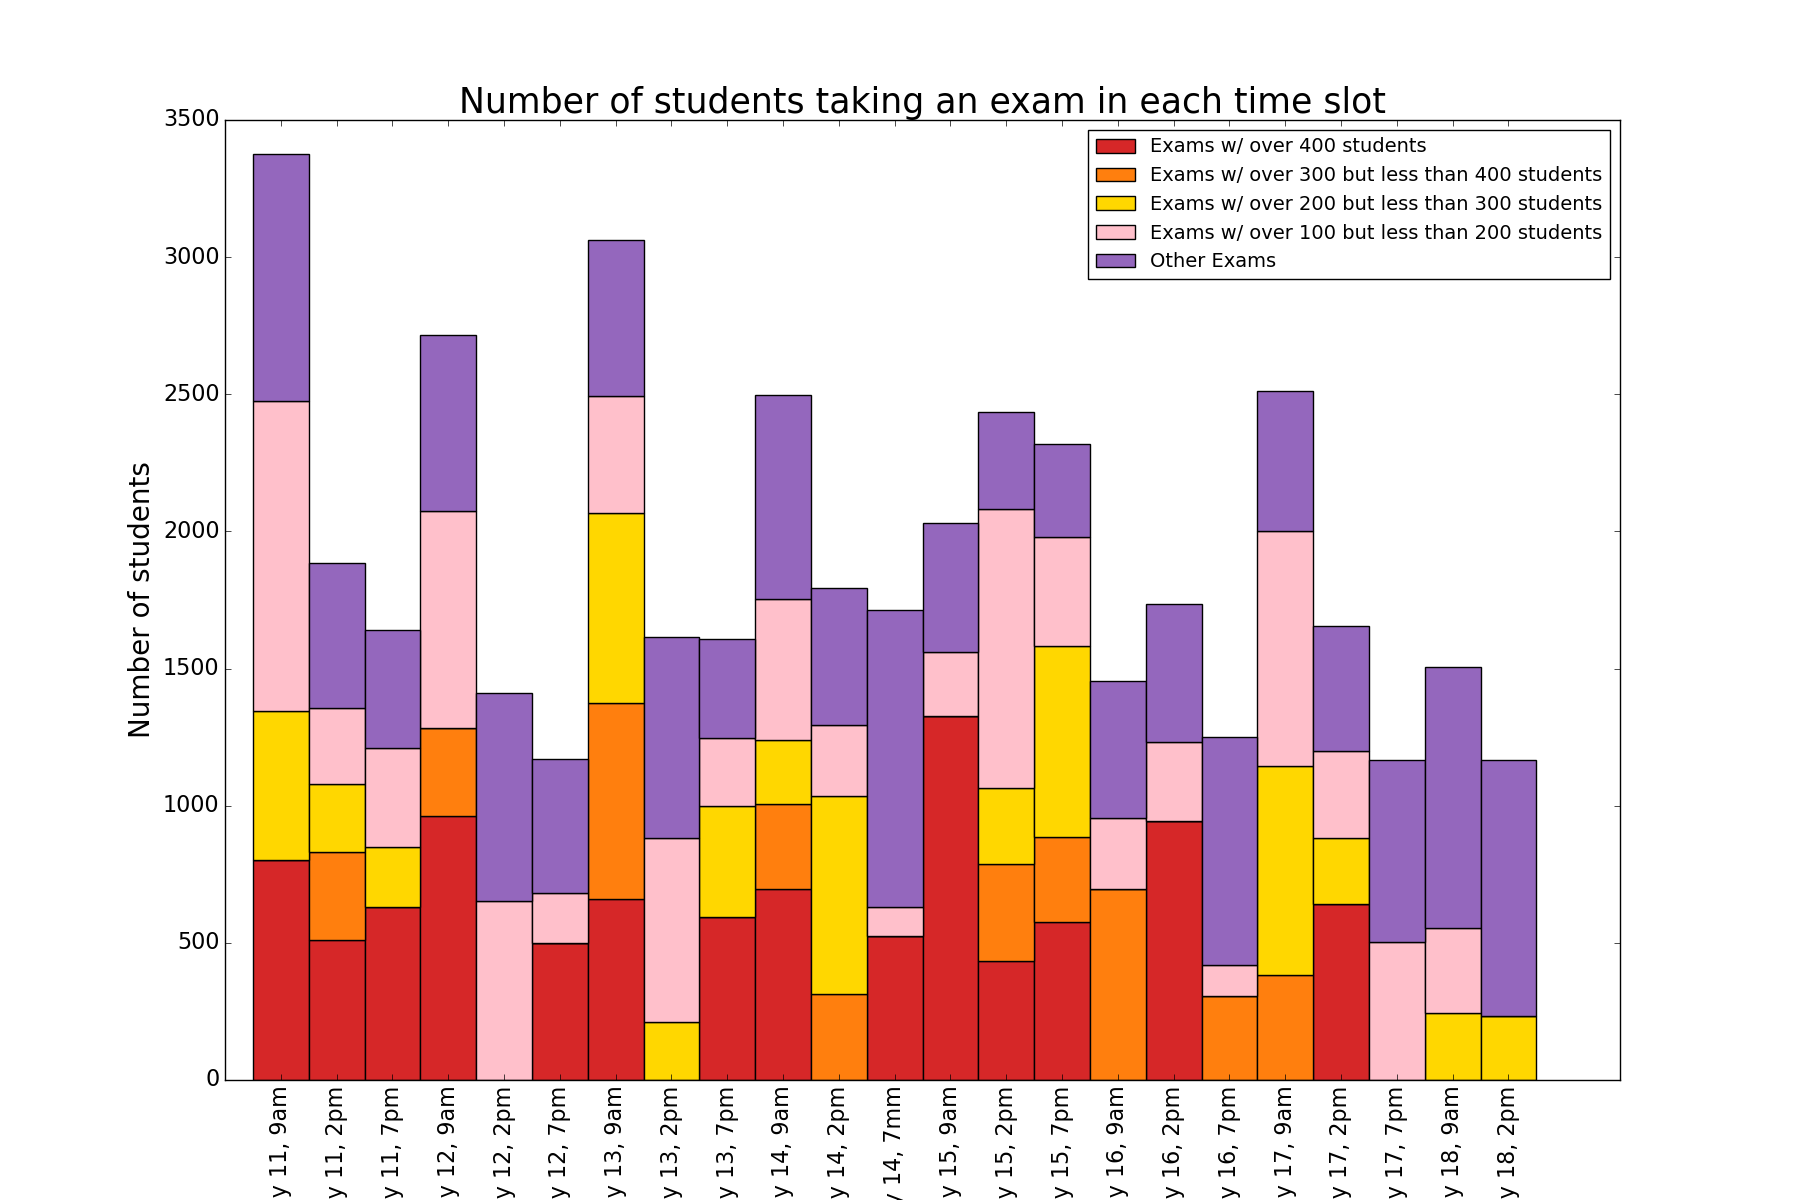 Number of students taking an exam in each time slot
Exams w/ over 400 students
Exams w/ over 300 but less than 400 students
Exams w/ over 200 but less than 300 students
Exams w/ over 100 but less than 200 students
Other Exams
Number of students
3500
3000
2500
2000
1500
1000
500
0
y 11, 9am
y 11, 2pm
y 11, 7pm
y 12, 9am
y 12, 2pm
y 12, 7pm
y 13, 9am
y 13, 2pm
y 13, 7pm
y 14, 9am
y 14, 2pm
y 14, 7mm
y 15, 9am
y 15, 2pm
y 15, 7pm
y 16, 9am
y 16, 2pm
y 16, 7pm
y 17, 9am
y 17, 2pm
y 17, 7pm
y 18, 9am
y 18, 2pm